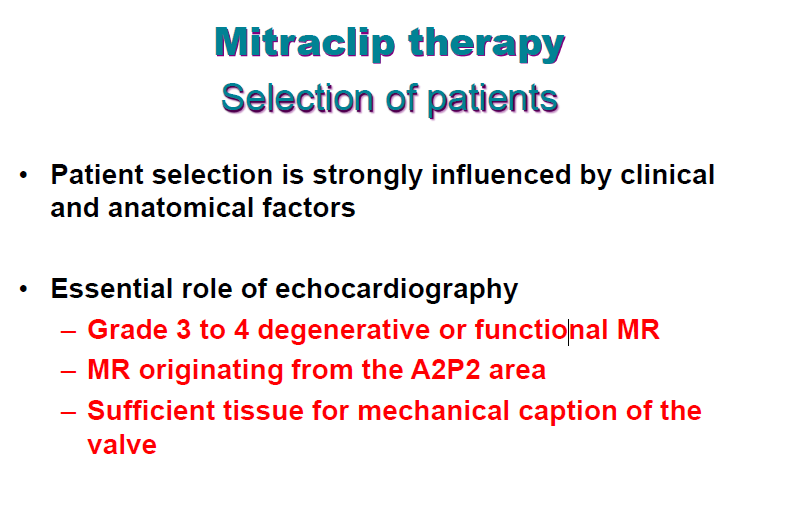 Mitraclip therapy
Selection of patients
• Patient selection is strongly influenced by clinical
and anatomical factors
• Essential role of echocardiography
– Grade 3 to 4 degenerative or functional MR
– MR originating from the A2P2 area
– Sufficient tissue for mechanical caption of the
valve